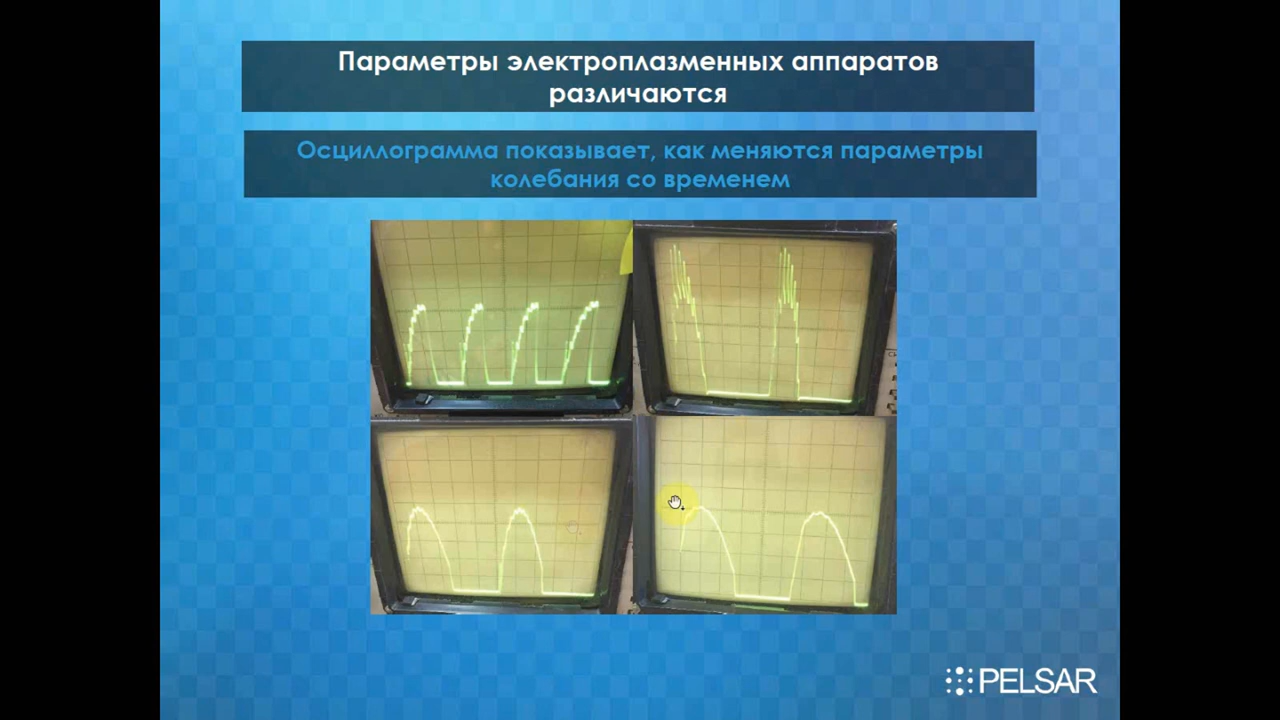 Параметры электроплазменных аппаратов
различаются
Осциллограмма показывает, как меняются параметры
колебания со временем
PELSAR